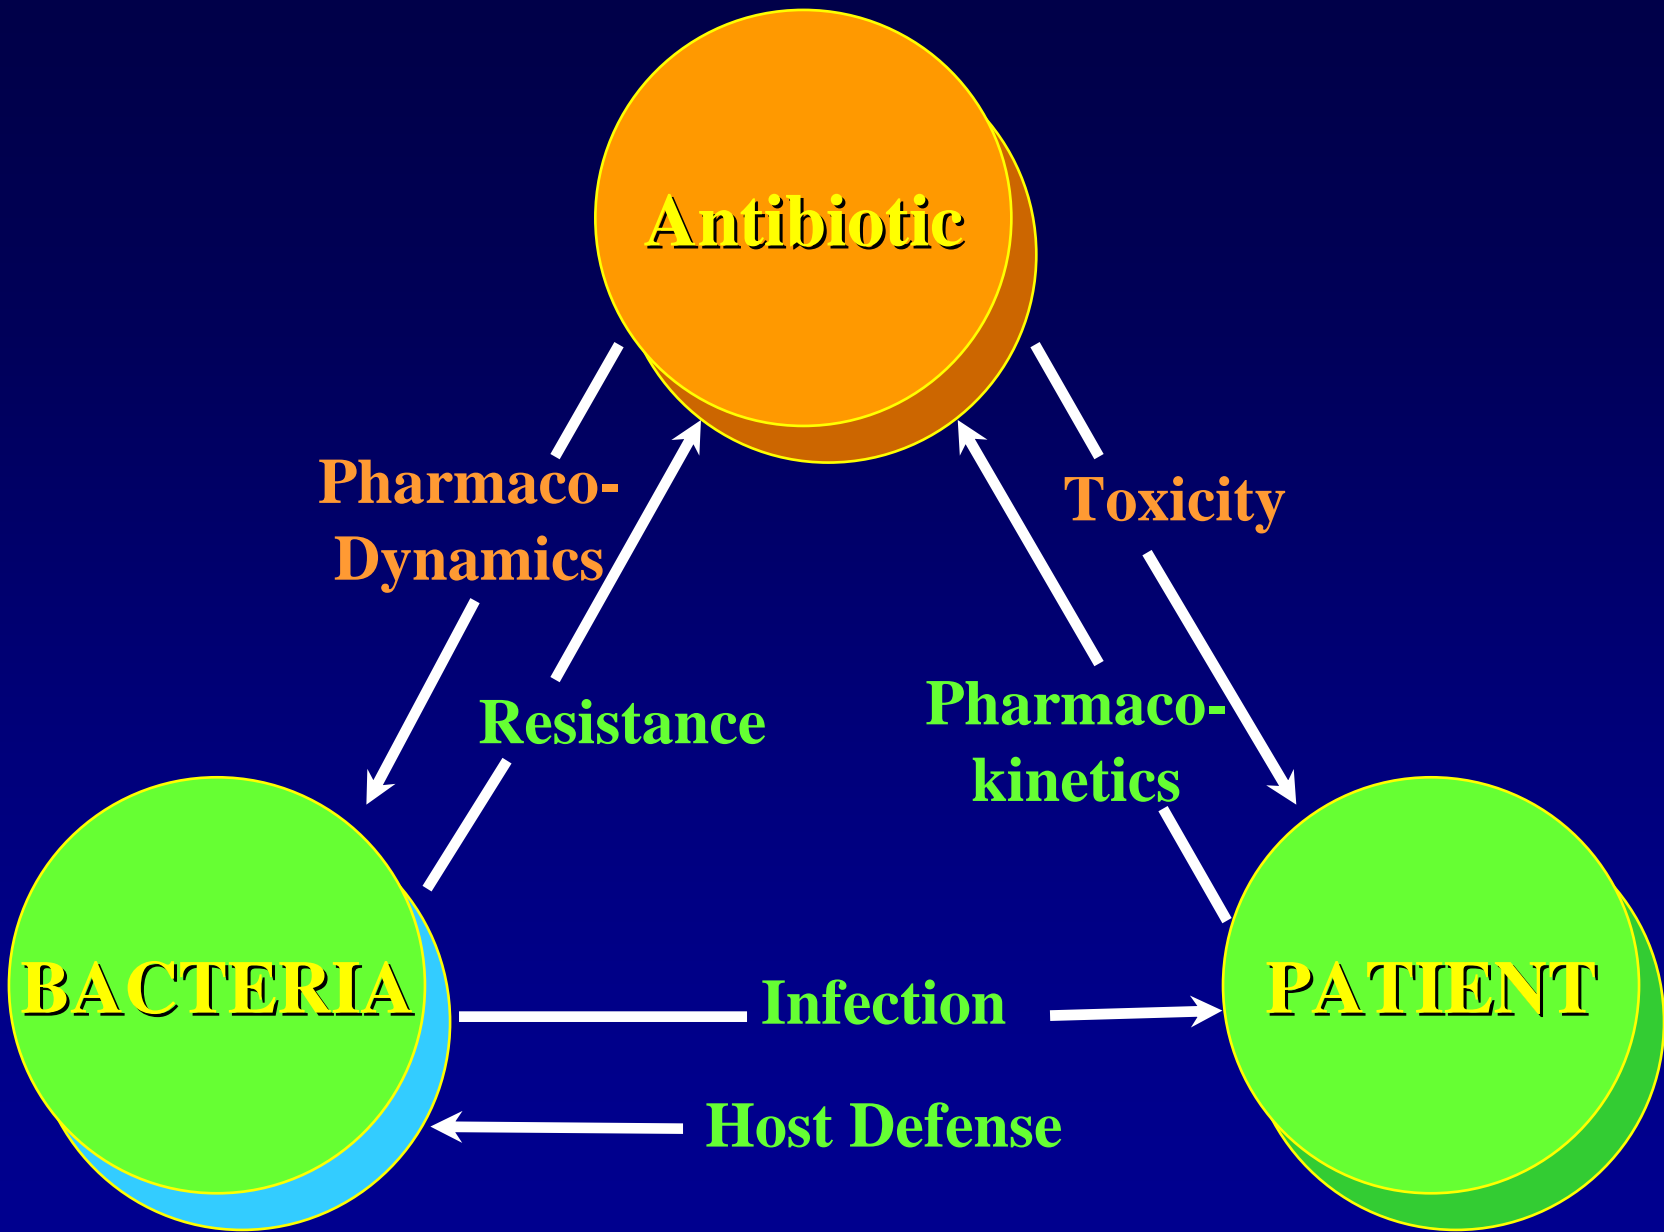 Antibiotic
Pharmaco-
Dynamics
Toxicity
Resistance
Pharmaco-
kinetics
BACTERIA
Infection
PATIENT
Host Defense